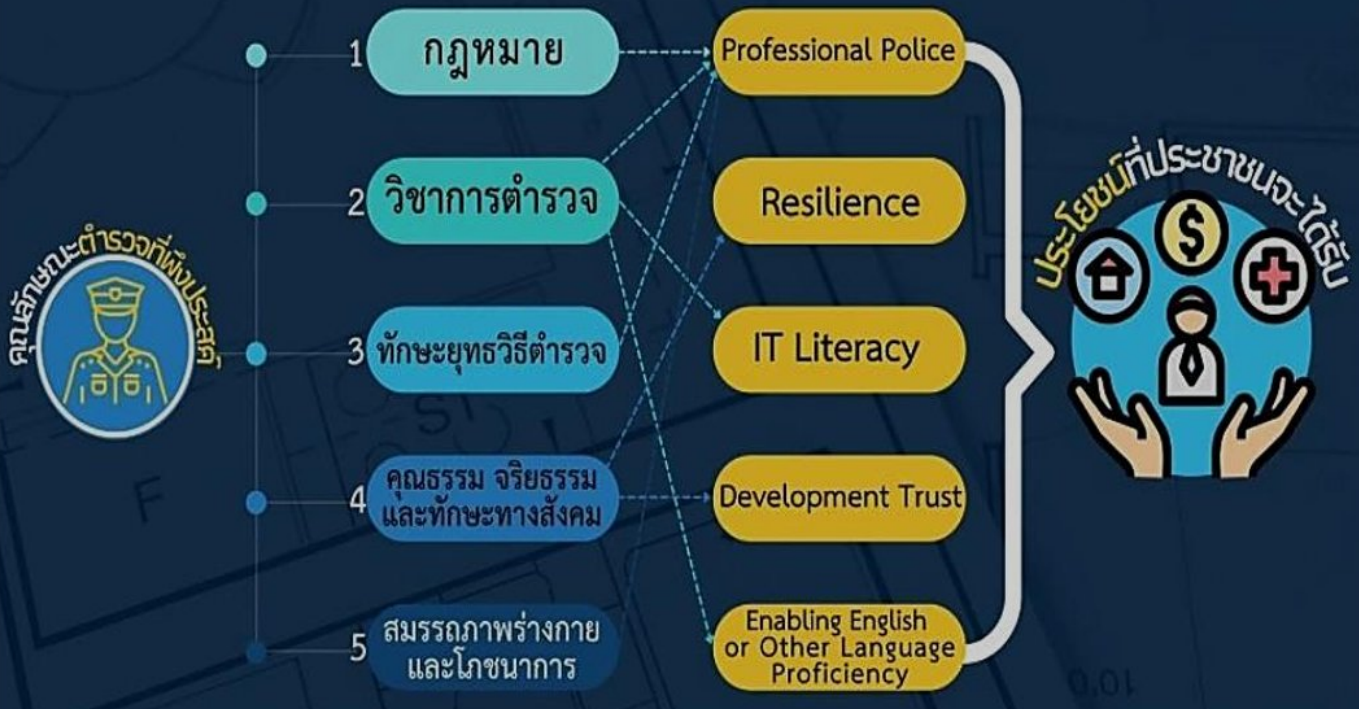 คุณลักษณะตำรวจที่พึงประสงค์
1 กฎหมาย
2 วิชาการตำรวจ
3 ทักษะยุทธวิธีตำรวจ
4 คุณธรรม จริยธรรม
และทักษะทางสังคม
5 สมรรถภาพร่างกาย
และโภชนาการ
Professional Police
Resilience
IT Literacy
Development Trust
Enabling English
or Other Language
Proficiency
ประโยชน์ที่ประชาชนจะได้รับ
$
F
ST
10,0